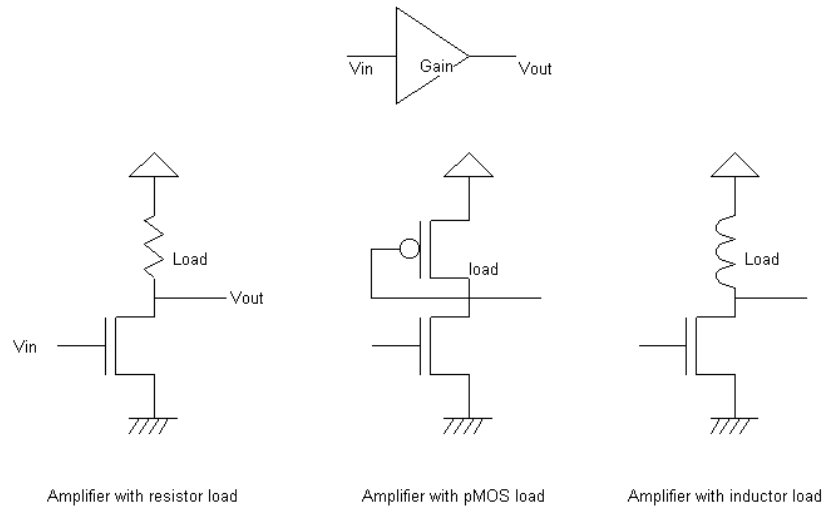 Vin
Gain
Vout
Load
Vout
Vin
load
Load
Amplifier with resistor load
Amplifier with pMOS load
Amplifier with inductor load